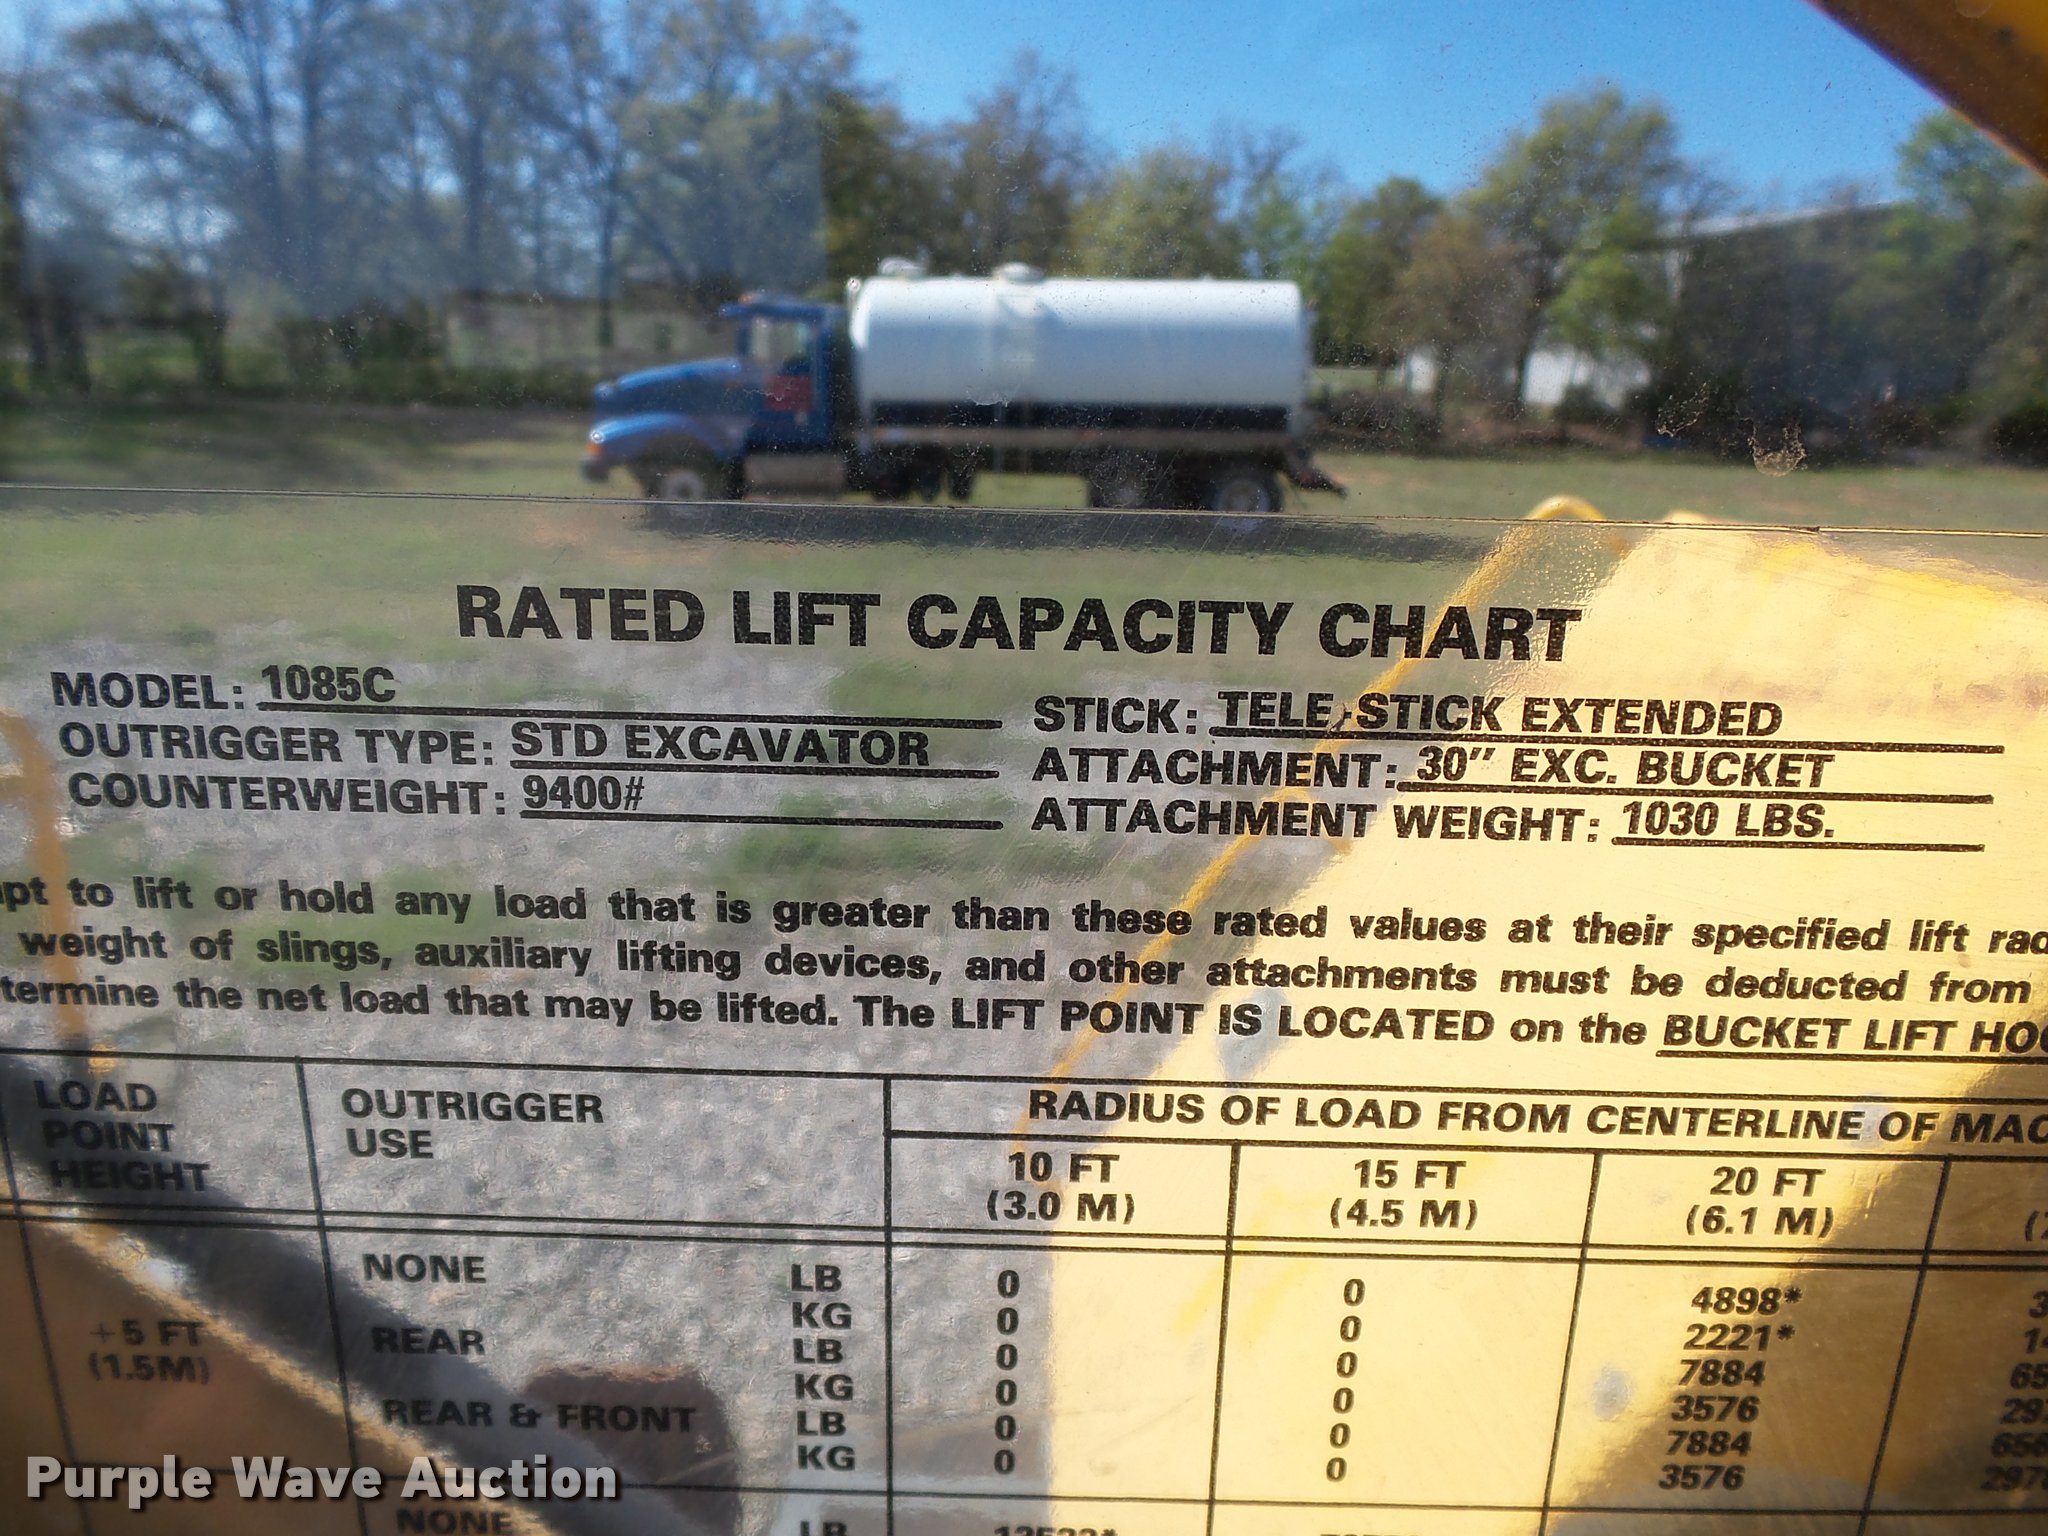 RATED LIFT CAPACITY CHART
MODEL: 1085C
OUTRIGGER TYPE: STD EXCAVATOR
COUNTERWEIGHT: 9400#
STICK: TELE-STICK EXTENDED
ATTACHMENT: 30" EXC. BUCKET
ATTACHMENT WEIGHT: 1030 LBS.
to lift or hold any load that is greater than these rated values at their specified lift
weight of slings, auxiliary lifting devices, and other attachments must be deducted from
the net load that may be lifted. The LIFT POINT IS LOCATED on the BUCKET LIFT
LOAD
POINT
HEIGHT
OUTRIGGER
USE
RADIUS OF LOAD FROM CENTERLINE OF
10 FT 15 FT 20 FT
(3.0 M) (4.5 M) (6.1 M)
+5 FT
(1.5M)
NONE LB 0 0 4898*
KG 0 0 2221*
REAR LB 0 0 7884
KG 0 0 3576
REAR & FRONT LB 0 0 7884
KG 0 0 3576
NONE LB
Purple Wave Auction